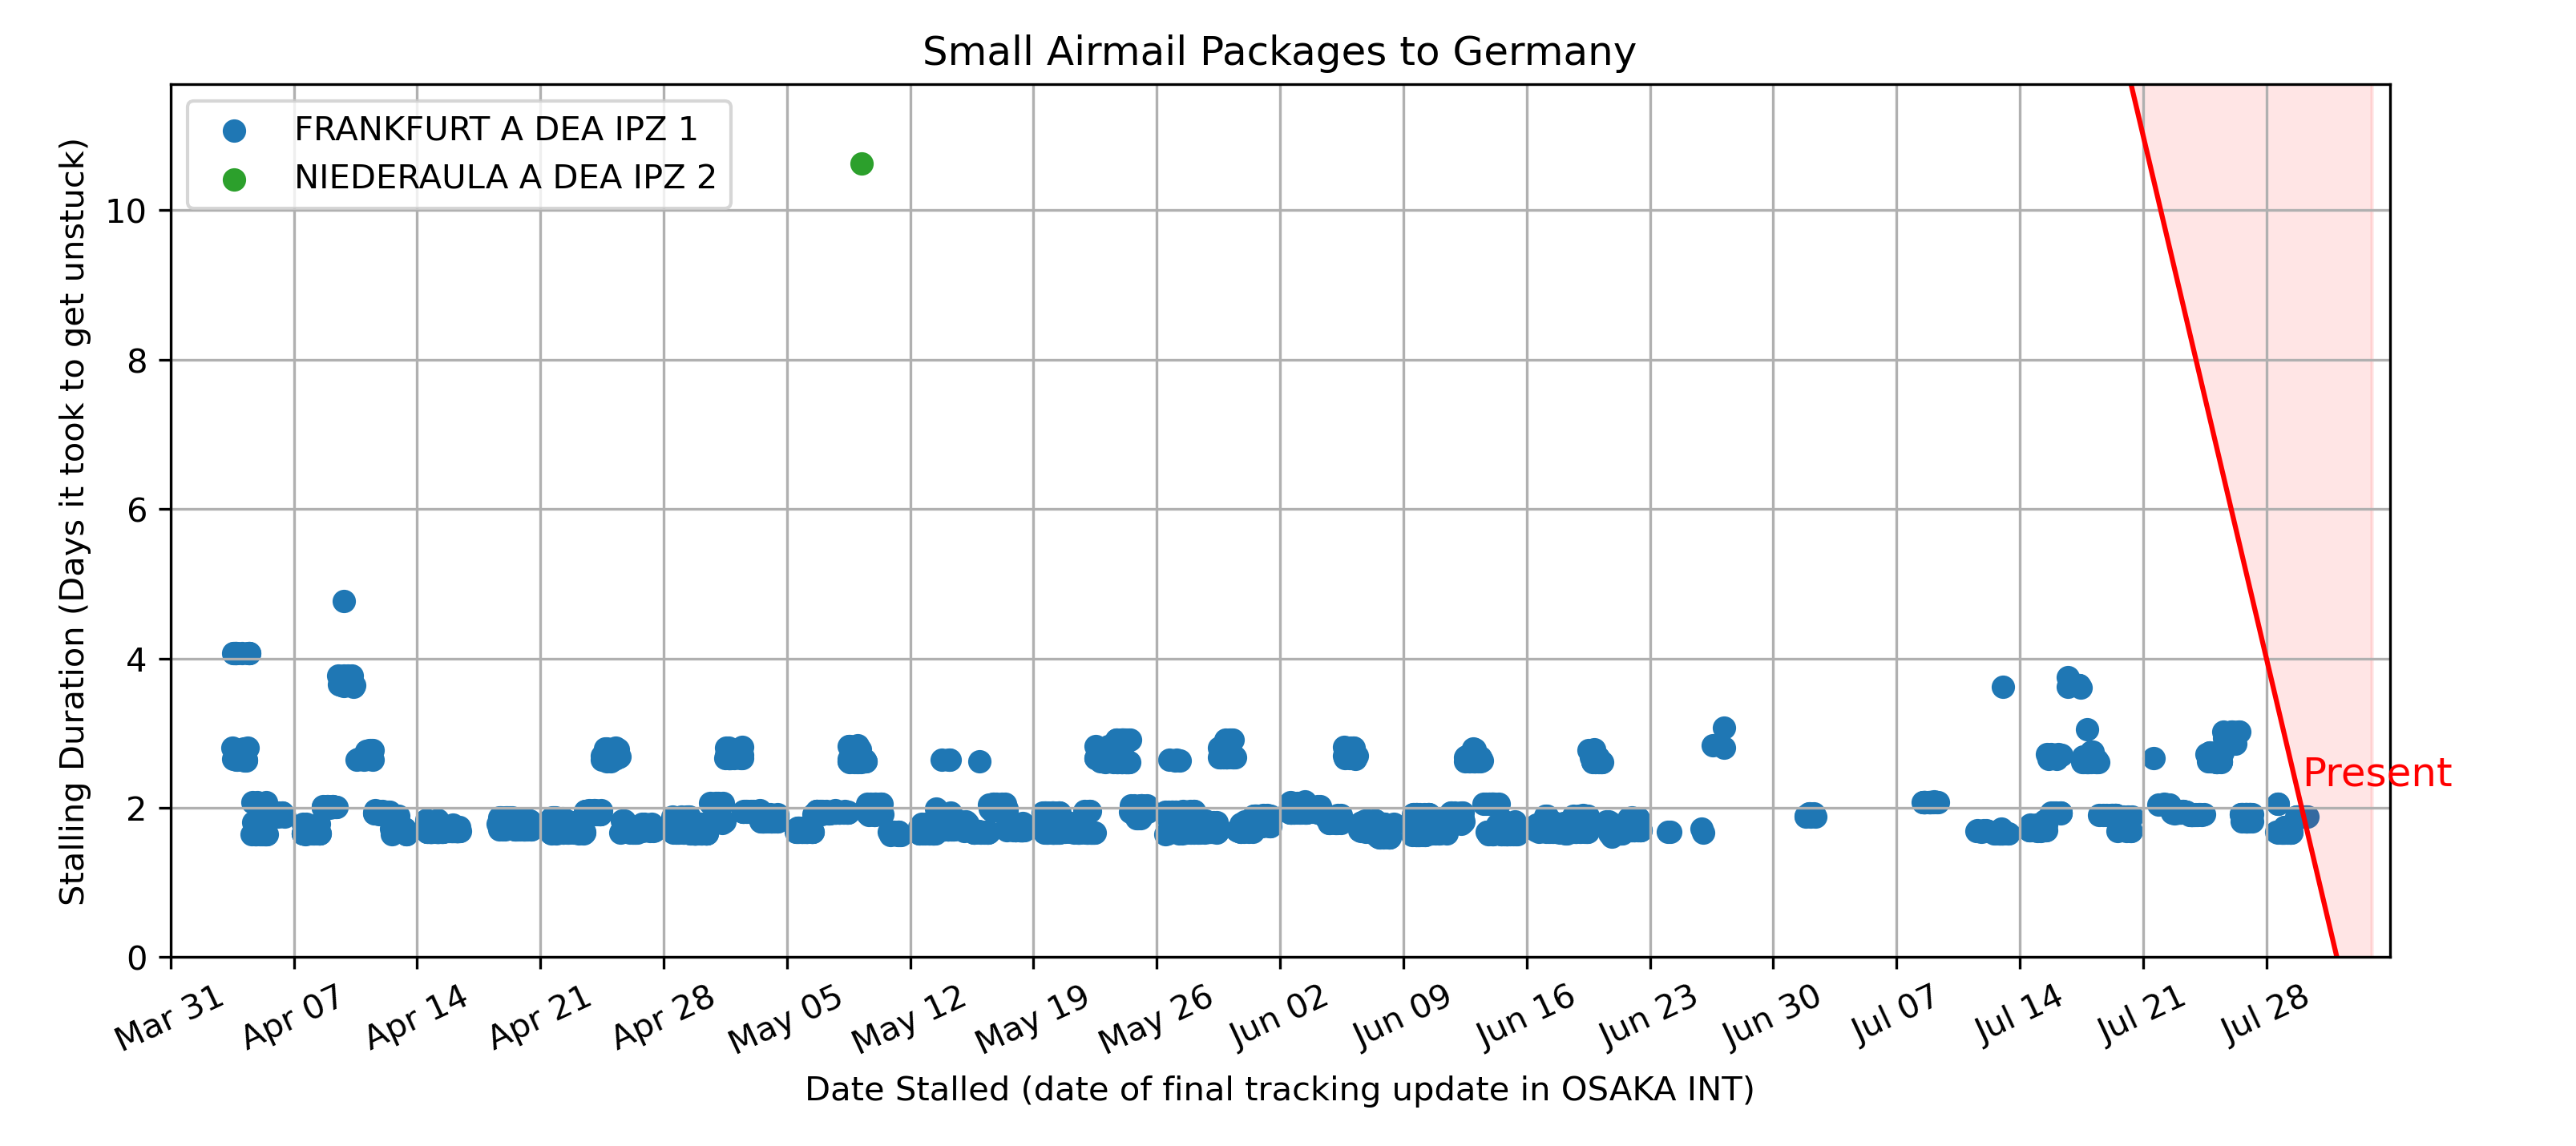 Small Airmail Packages to Germany
FRANKFURT A DEA IPZ 1
NIEDERAULA A DEA IPZ 2
Stalling Duration (Days it took to get unstuck)
10
8
6
4
2
0
Present
Mar 31
Apr 07
Apr 14
Apr 21
Apr 28
May 05
May 12
May 19
May 26
Jun 02
Jun 09
Jun 16
Jun 23
Jun 30
Jul 07
Jul 14
Jul 21
Jul 28
Date Stalled (date of final tracking update in OSAKA INT)